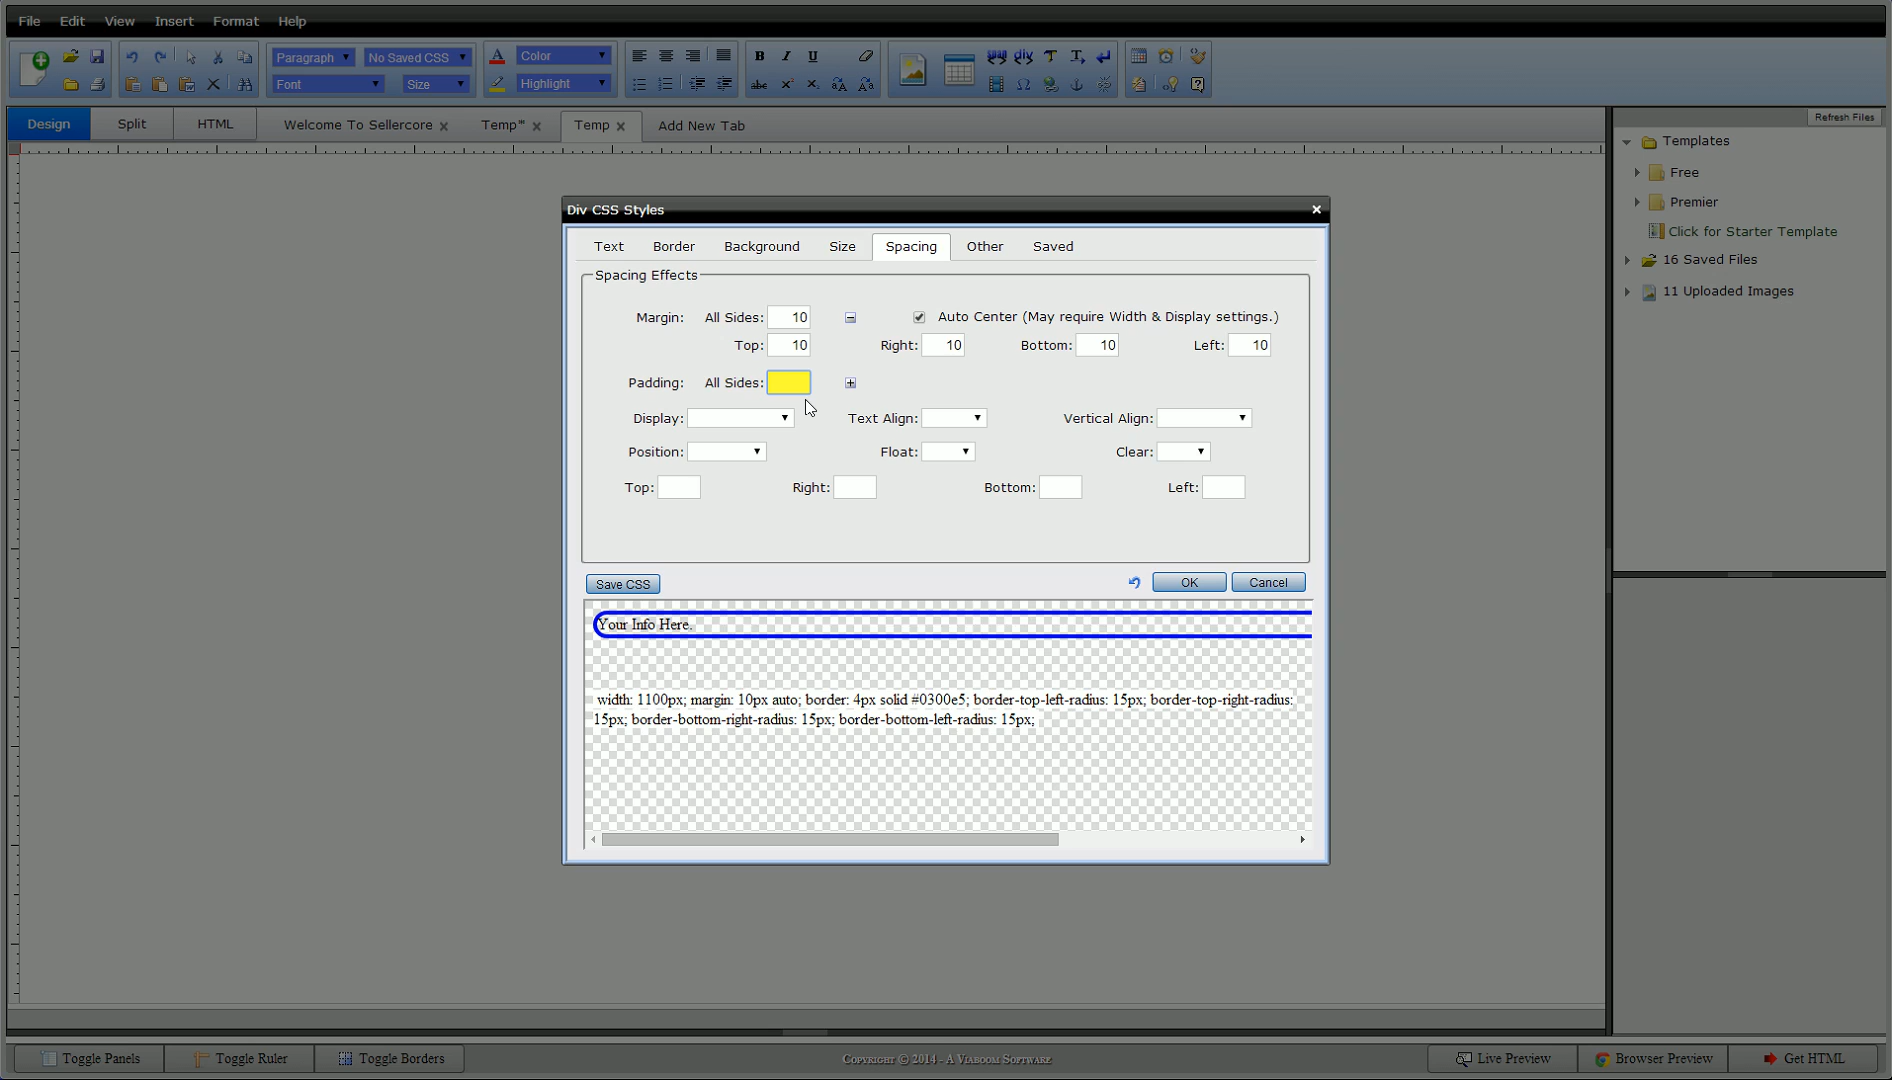 File Edit View Insert Format Help
Paragraph No Saved CSS Color
Font Size Highlight
B I U div T
abc
Design Split HTML Welcome To Sellercore Temp* Temp Add New Tab
Refresh Files
Templates
Free
Premier
Click for Starter Template
16 Saved Files
11 Uploaded Images
Div CSS Styles
Text Border Background Size Spacing Other Saved
Spacing Effects
Margin: All Sides: 10 Auto Center (May require Width & Display settings.)
Top: 10 Right: 10 Bottom: 10 Left: 10
Padding: All Sides:
Display: Text Align: Vertical Align:
Position: Float: Clear:
Top: Right: Bottom: Left:
Save CSS OK Cancel
Your Info Here.
width: 1100px; margin: 10px auto; border: 4px solid #0300e5; border-top-left-radius: 15px; border-top-right-radius:
15px; border-bottom-right-radius: 15px; border-bottom-left-radius: 15px;
Toggle Panels Toggle Ruler Toggle Borders Copyright © 2014 - A Viaboom Software Live Preview Browser Preview Get HTML